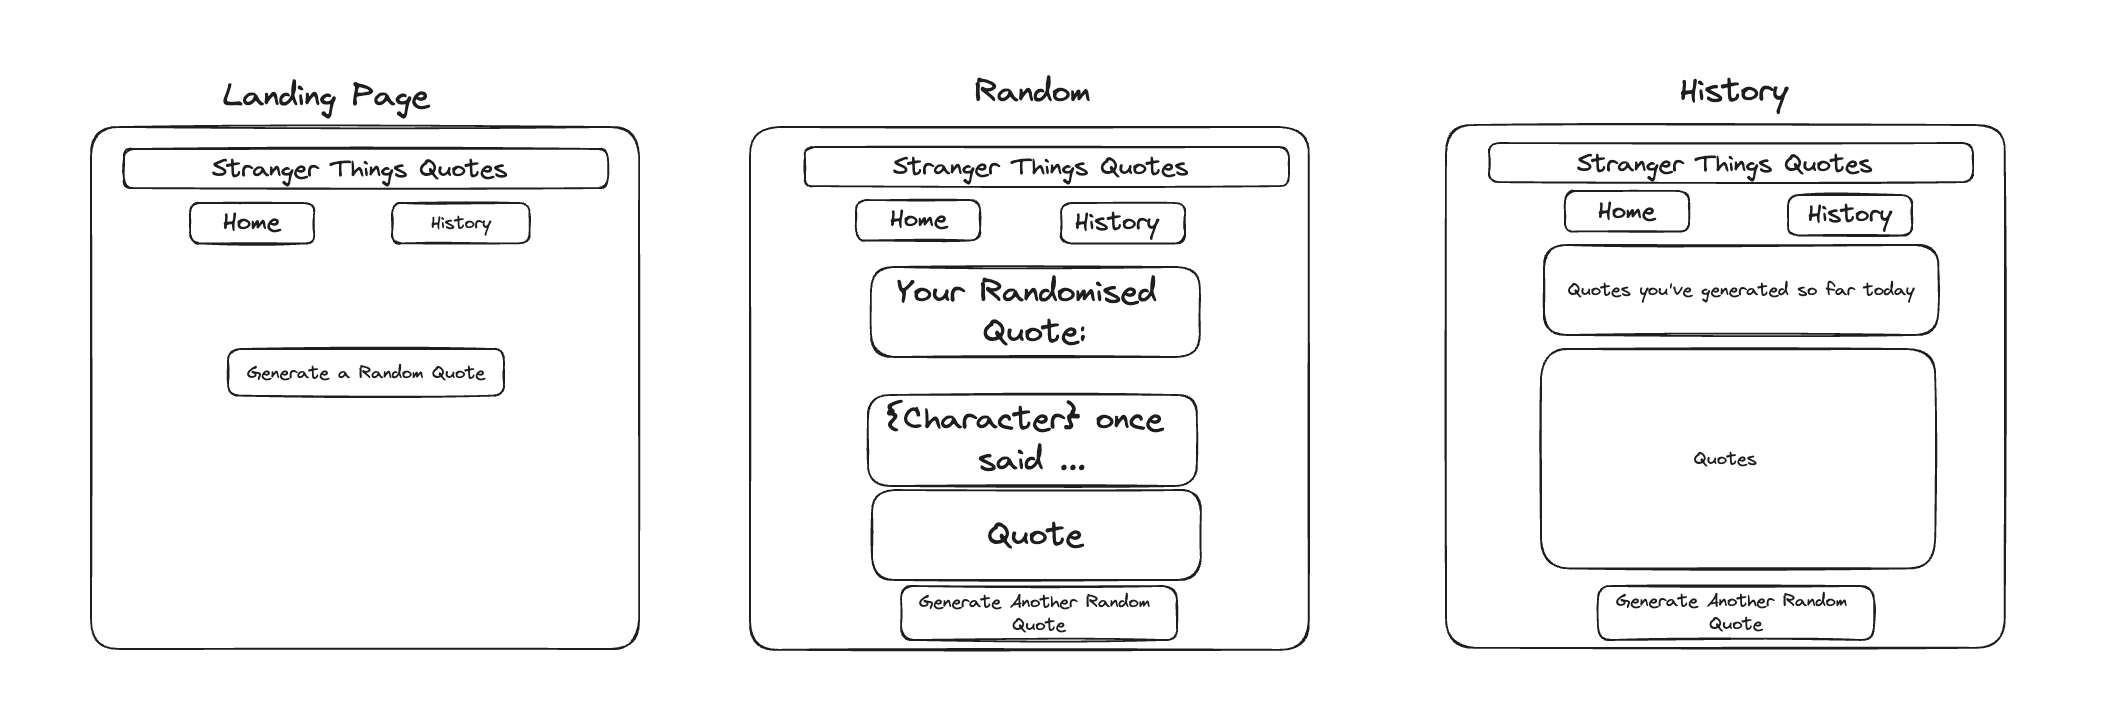 Landing Page
Stranger Things Quotes
Home
History
Generate a Random Quote
Random
Stranger Things Quotes
Home
History
Your Randomised
Quote:
{Character} once
said ...
Quote
Generate Another Random
Quote
History
Stranger Things Quotes
Home
History
Quotes you've generated so far today
Quotes
Generate Another Random
Quote